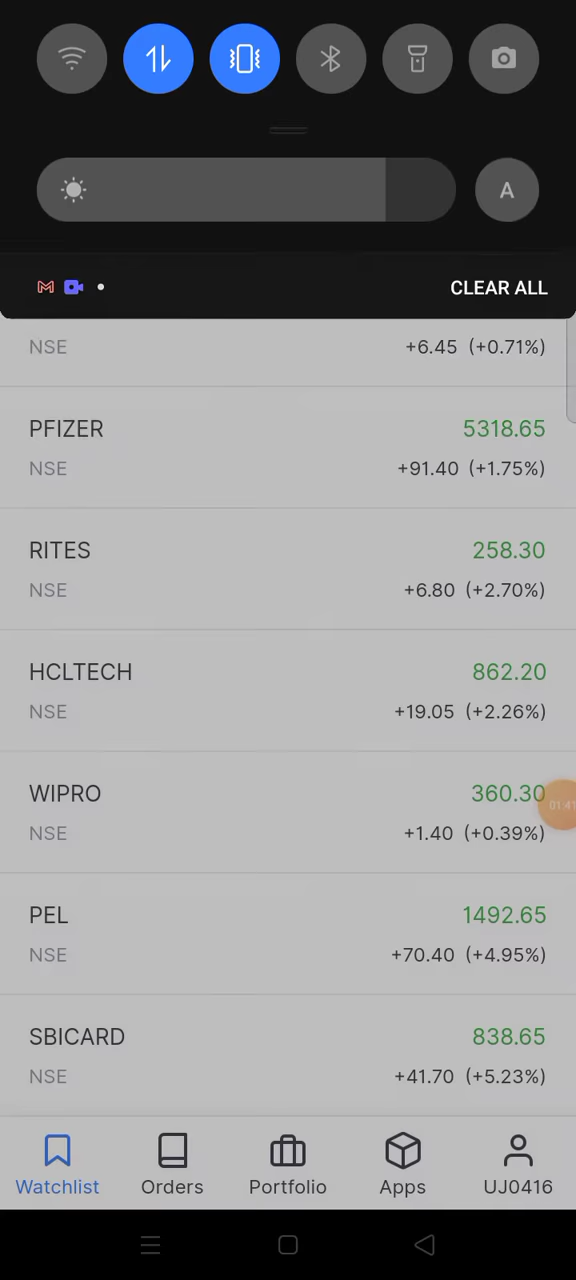 A
CLEAR ALL
NSE +6.45 (+0.71%)
PFIZER 5318.65
NSE +91.40 (+1.75%)
RITES 258.30
NSE +6.80 (+2.70%)
HCLTECH 862.20
NSE +19.05 (+2.26%)
WIPRO 360.30
01:41
NSE +1.40 (+0.39%)
PEL 1492.65
NSE +70.40 (+4.95%)
SBICARD 838.65
NSE +41.70 (+5.23%)
Watchlist Orders Portfolio Apps UJ0416